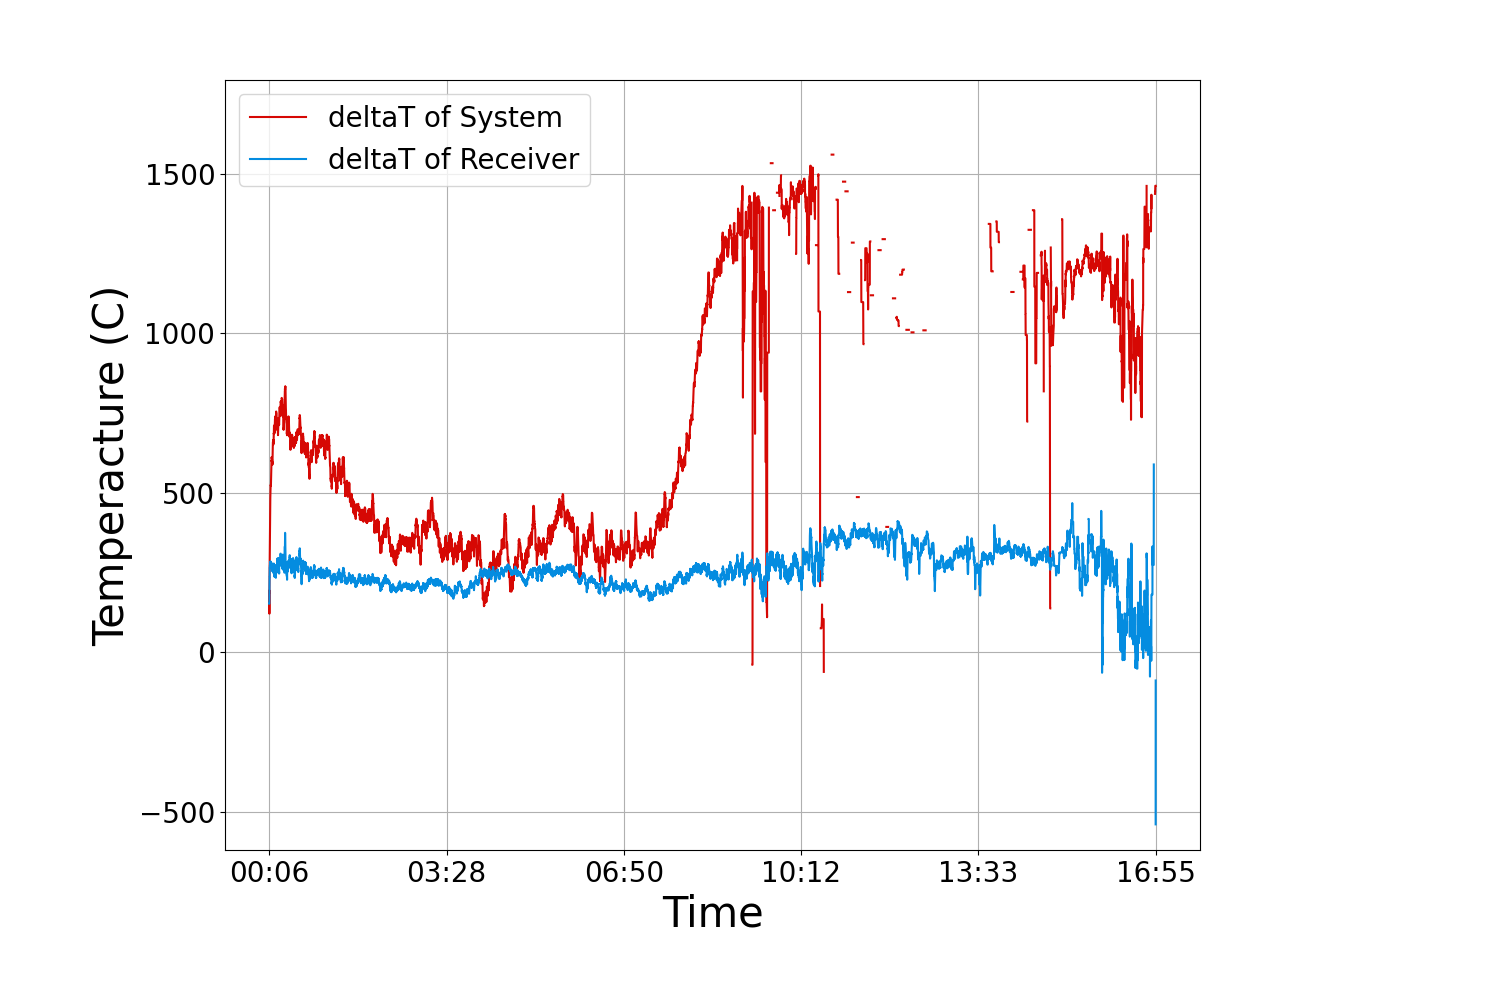 deltaT of System
deltaT of Receiver
Temperacture (C)
1500
1000
500
0
−500
00:06 03:28 06:50 10:12 13:33 16:55
Time